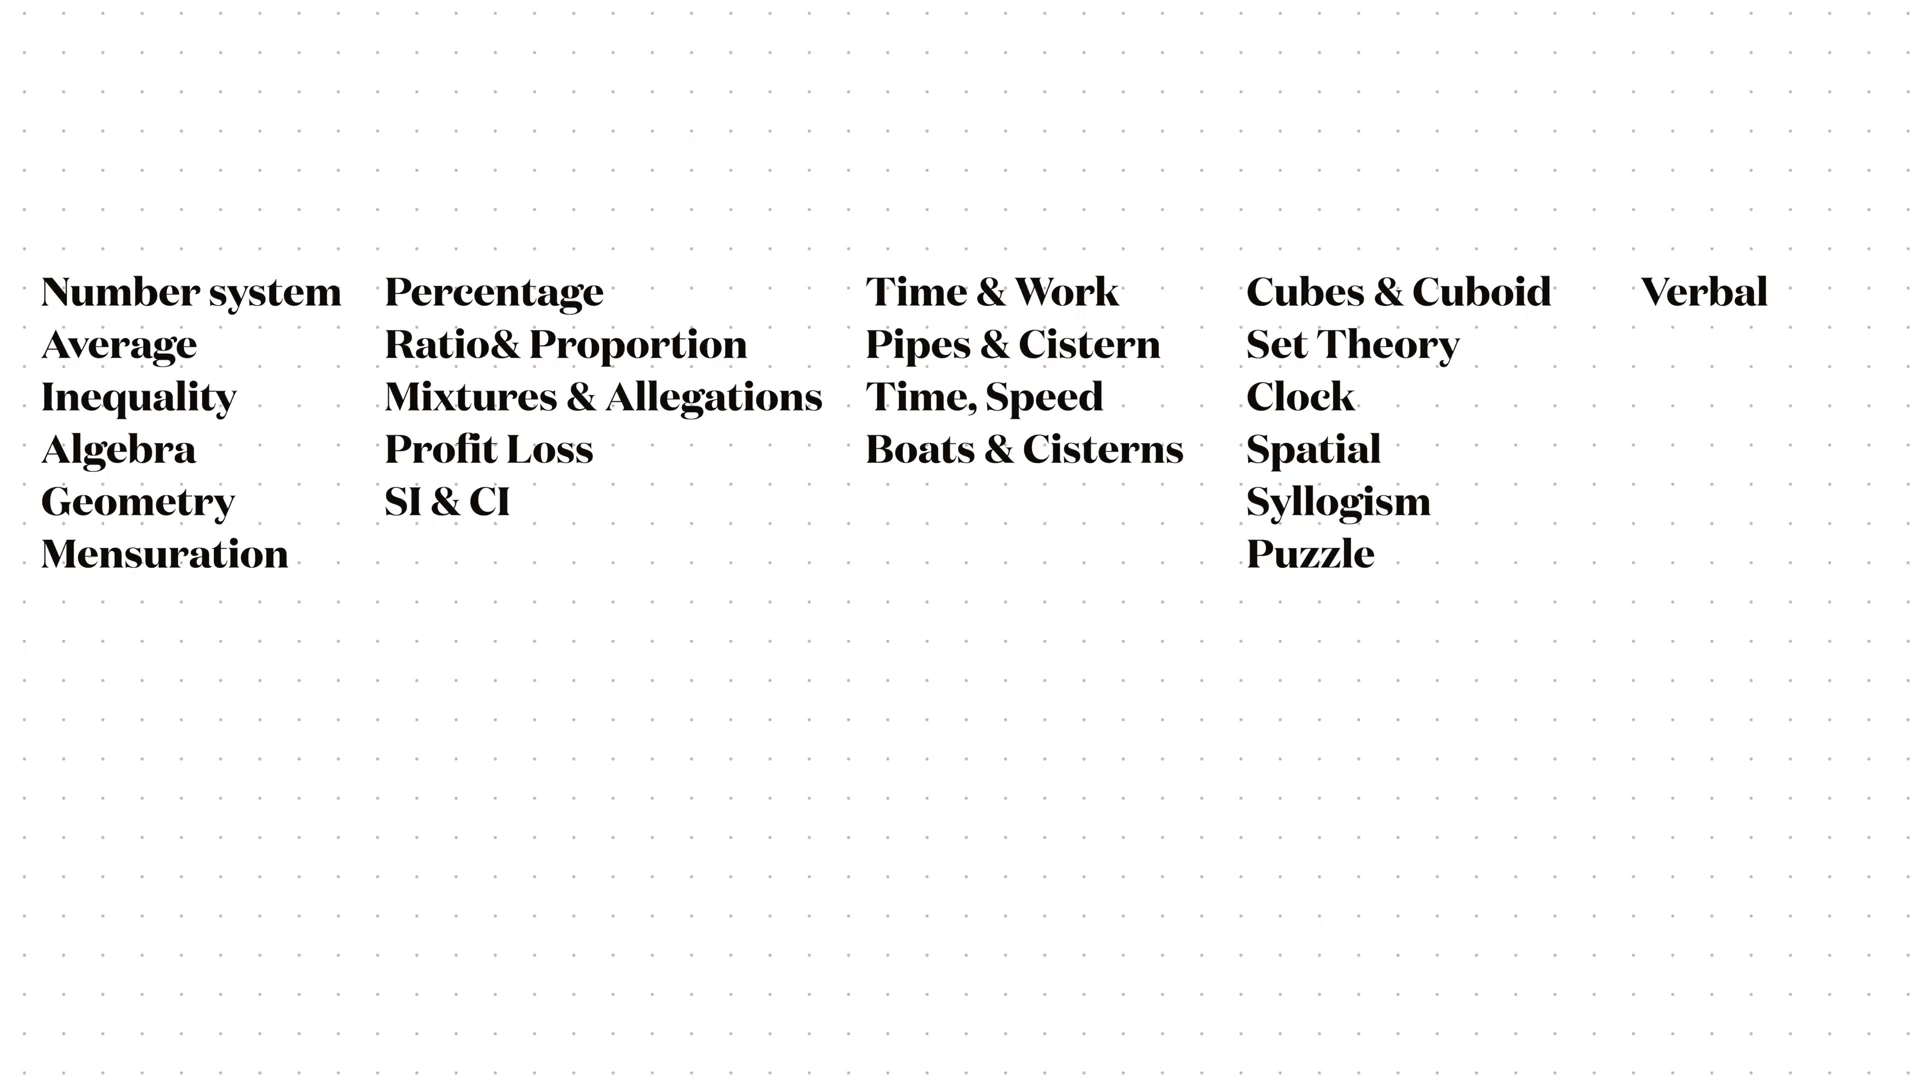 Number system
Average
Inequality
Algebra
Geometry
Mensuration
Percentage
Ratio& Proportion
Mixtures & Allegations
Profit Loss
SI & CI
Time & Work
Pipes & Cistern
Time, Speed
Boats & Cisterns
Cubes & Cuboid
Set Theory
Clock
Spatial
Syllogism
Puzzle
Verbal